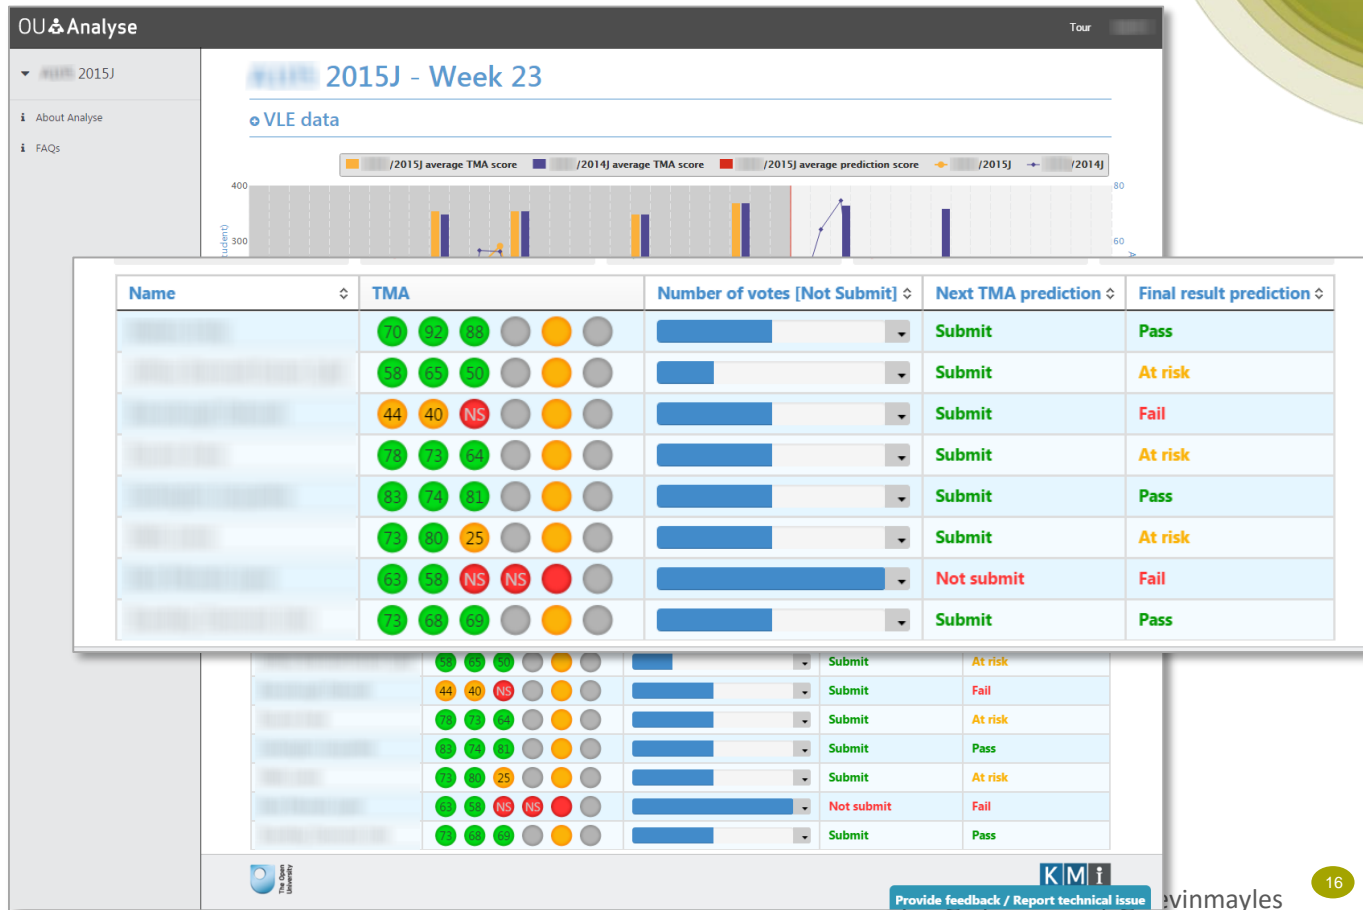 OU Analyse
Tour
2015J
About Analyse
FAQs
2015J - Week 23
VLE data
/2015J average TMA score /2014J average TMA score /2015J average prediction score /2015J /2014J
400 80
300 60
Name TMA Number of votes [Not Submit] Next TMA prediction Final result prediction
70 92 88 Submit Pass
58 65 50 Submit At risk
44 40 NS Submit Fail
78 73 64 Submit At risk
83 74 81 Submit Pass
73 80 25 Submit At risk
63 58 NS NS Not submit Fail
73 68 69 Submit Pass
58 65 50 Submit At risk
44 40 NS Submit Fail
78 73 64 Submit At risk
83 74 81 Submit Pass
73 80 25 Submit At risk
63 58 NS NS Not submit Fail
73 68 69 Submit Pass
The Open
University
KMi
Provide feedback / Report technical issue
evinmayles
16